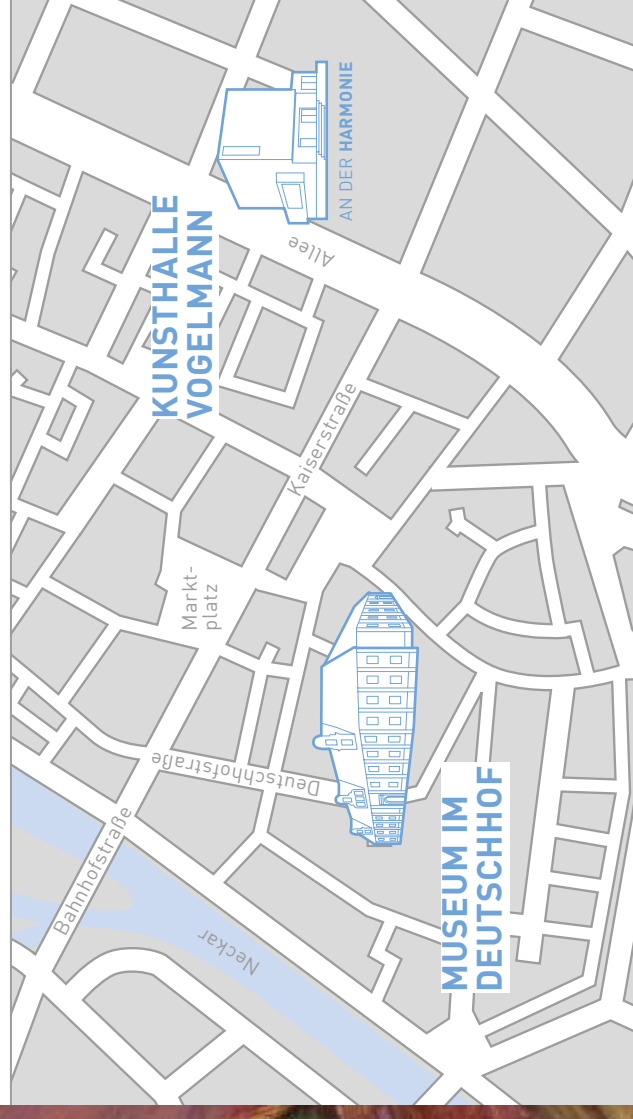 KUNSTHALLE
VOGELMANN
AN DER HARMONIE
Allee
Kaiserstraße
Markt-
platz
Deutschhofstraße
Bahnhofstraße
Neckar
MUSEUM IM
DEUTSCHHOF